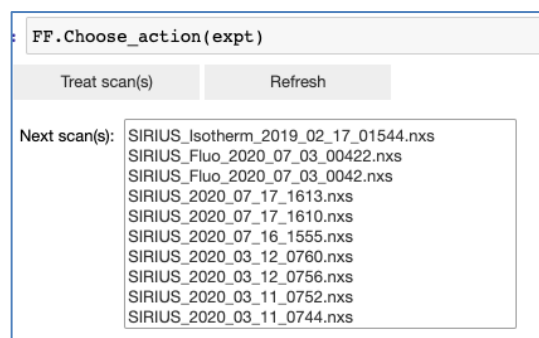 : FF.Choose_action(expt)
Treat scan(s) Refresh
Next scan(s): SIRIUS_Isotherm_2019_02_17_01544.nxs
SIRIUS_Fluo_2020_07_03_00422.nxs
SIRIUS_Fluo_2020_07_03_0042.nxs
SIRIUS_2020_07_17_1613.nxs
SIRIUS_2020_07_17_1610.nxs
SIRIUS_2020_07_16_1555.nxs
SIRIUS_2020_03_12_0760.nxs
SIRIUS_2020_03_12_0756.nxs
SIRIUS_2020_03_11_0752.nxs
SIRIUS_2020_03_11_0744.nxs